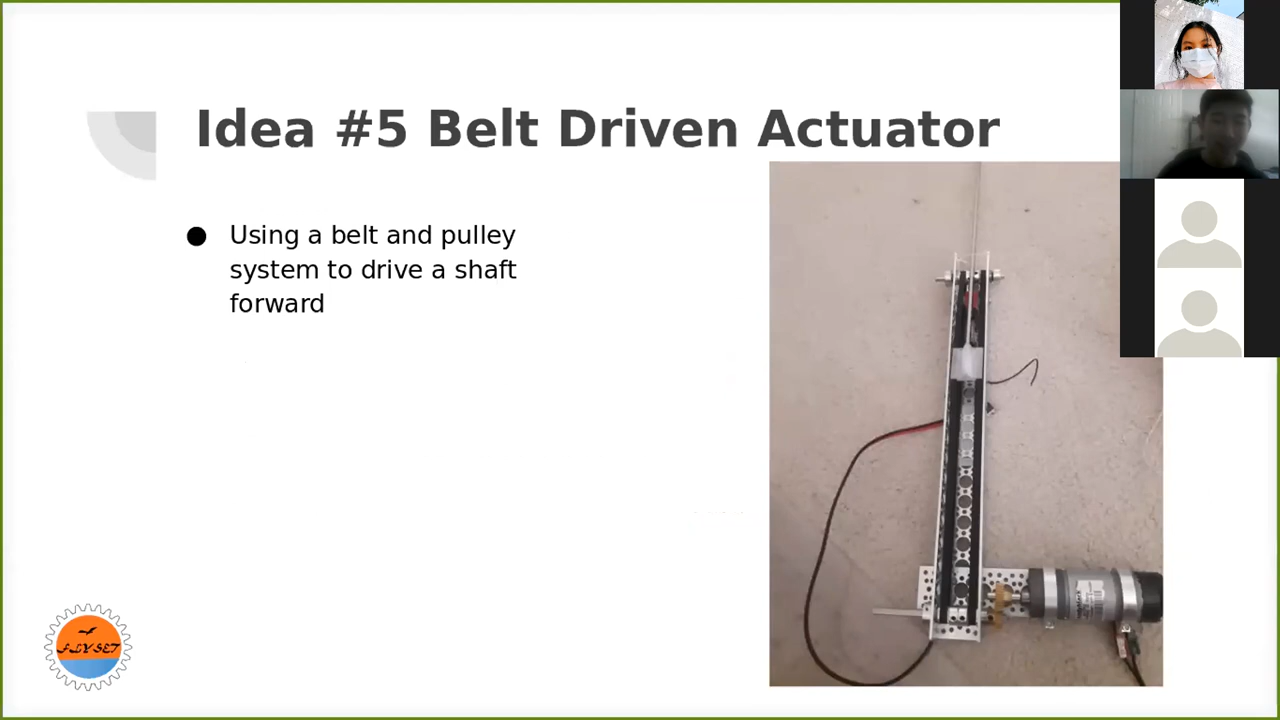 Idea #5 Belt Driven Actuator
● Using a belt and pulley
system to drive a shaft
forward
FLYSET